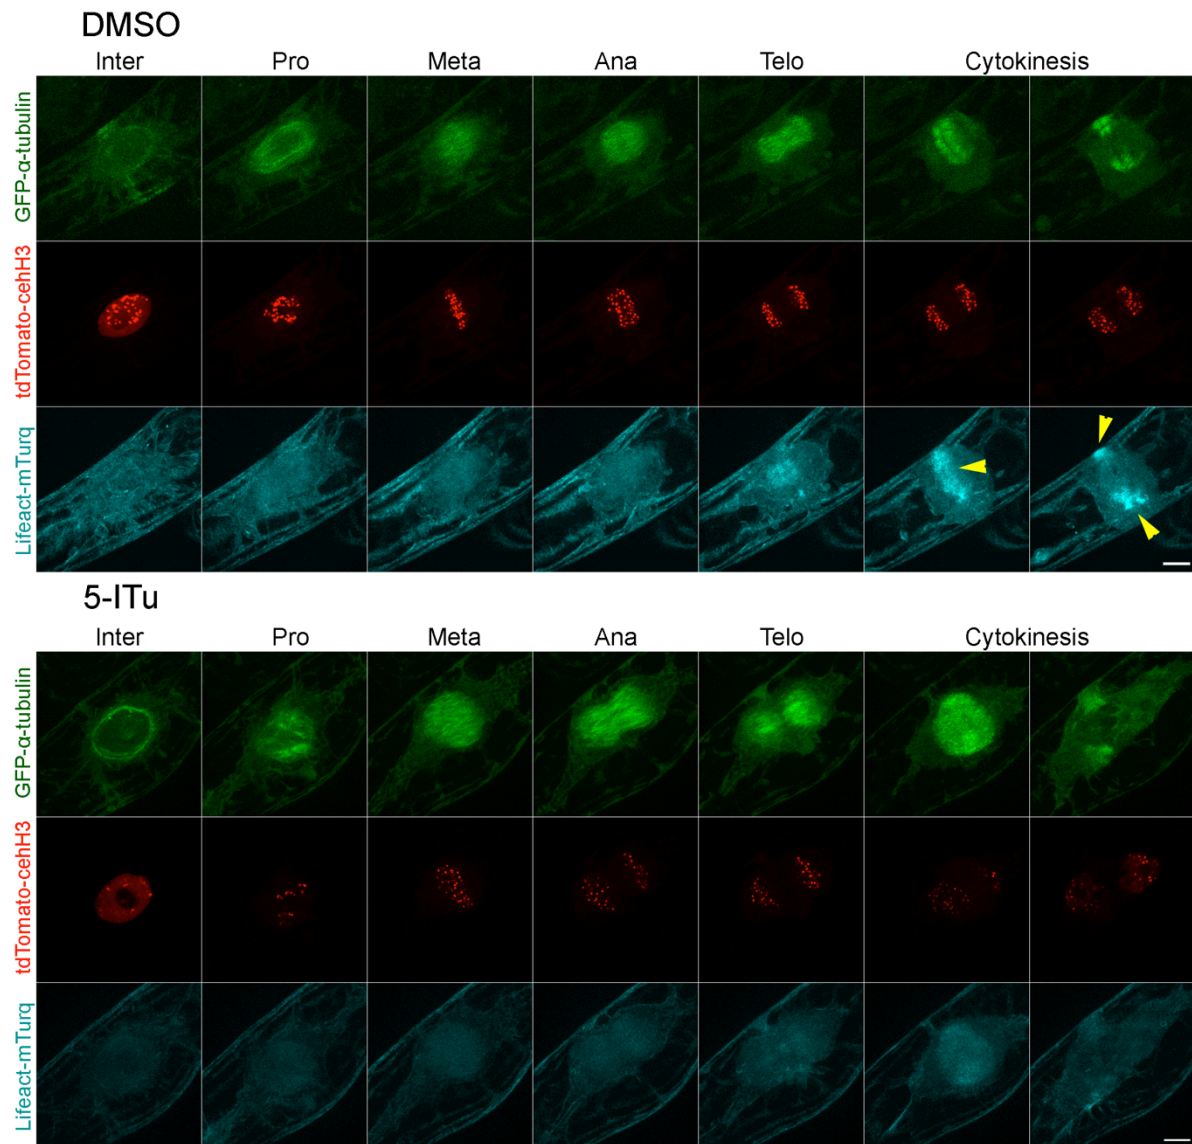 DMSO
Inter Pro Meta Ana Telo Cytokinesis
GFP-α-tubulin
tdTomato-cehH3
Lifeact-mTurq
5-ITu
Inter Pro Meta Ana Telo Cytokinesis
GFP-α-tubulin
tdTomato-cehH3
Lifeact-mTurq